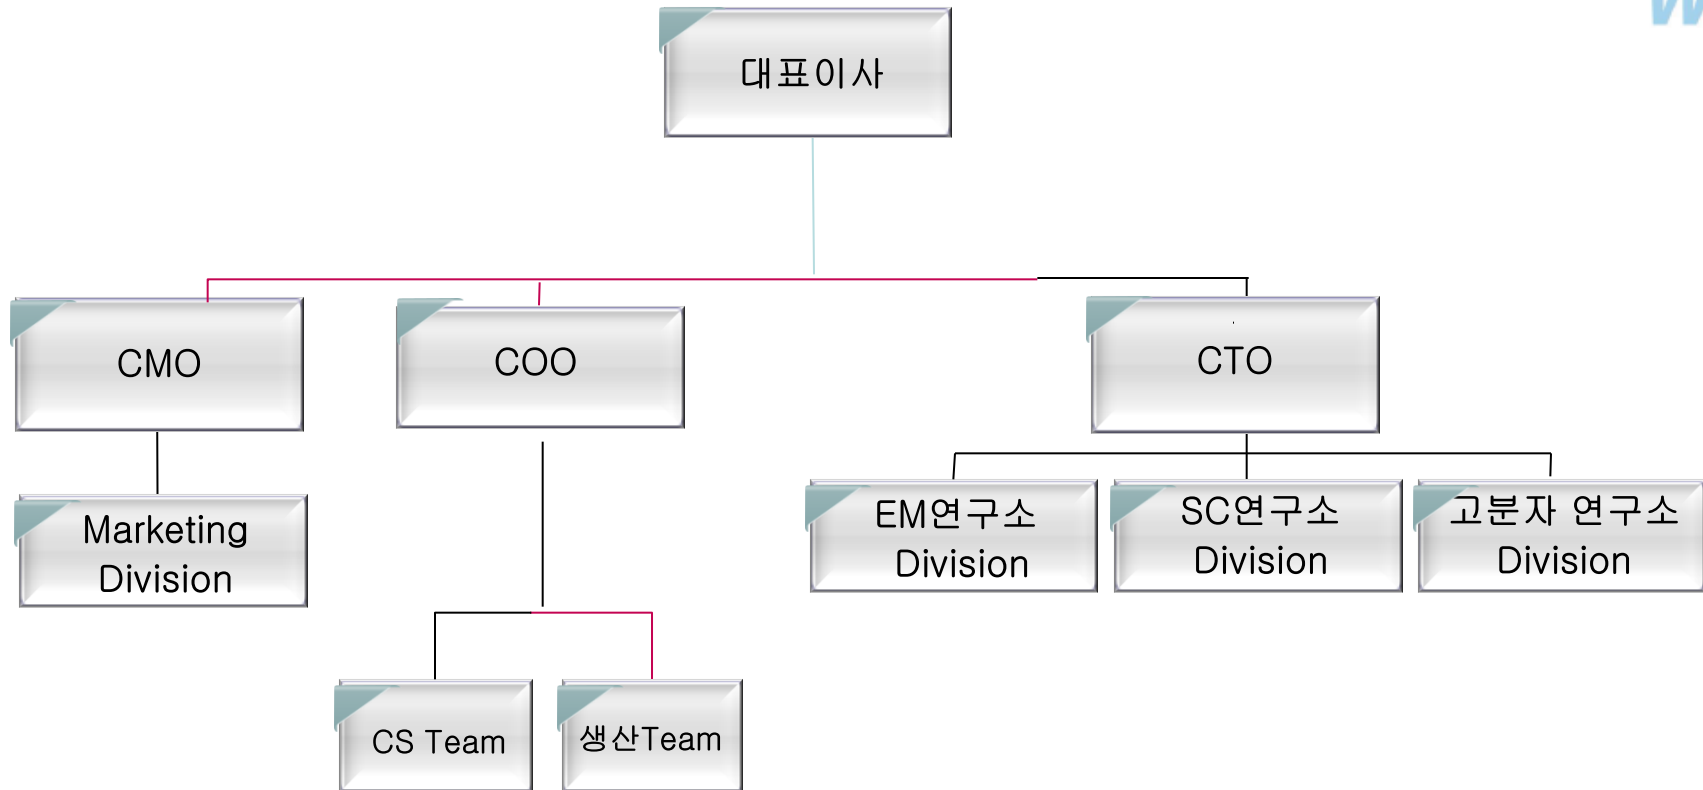 대표이사
CMO
COO
CTO
Marketing
Division
EM연구소
Division
SC연구소
Division
고분자 연구소
Division
CS Team
생산Team